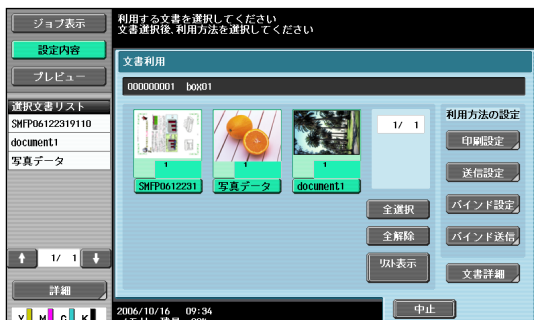 ジョブ表示
設定内容
プレビュー
利用する文書を選択してください
文書選択後、利用方法を選択してください
文書利用
000000001 box01
選択文書リスト
SMFP06122319110
document1
写真データ
1
SMFP0612231
1
写真データ
1
document1
1/ 1
全選択
全解除
リスト表示
利用方法の設定
印刷設定
送信設定
バインド設定
バインド送信
文書詳細
↑ 1/ 1 ↓
詳細
Y M C K
2006/10/16 09:34
中止